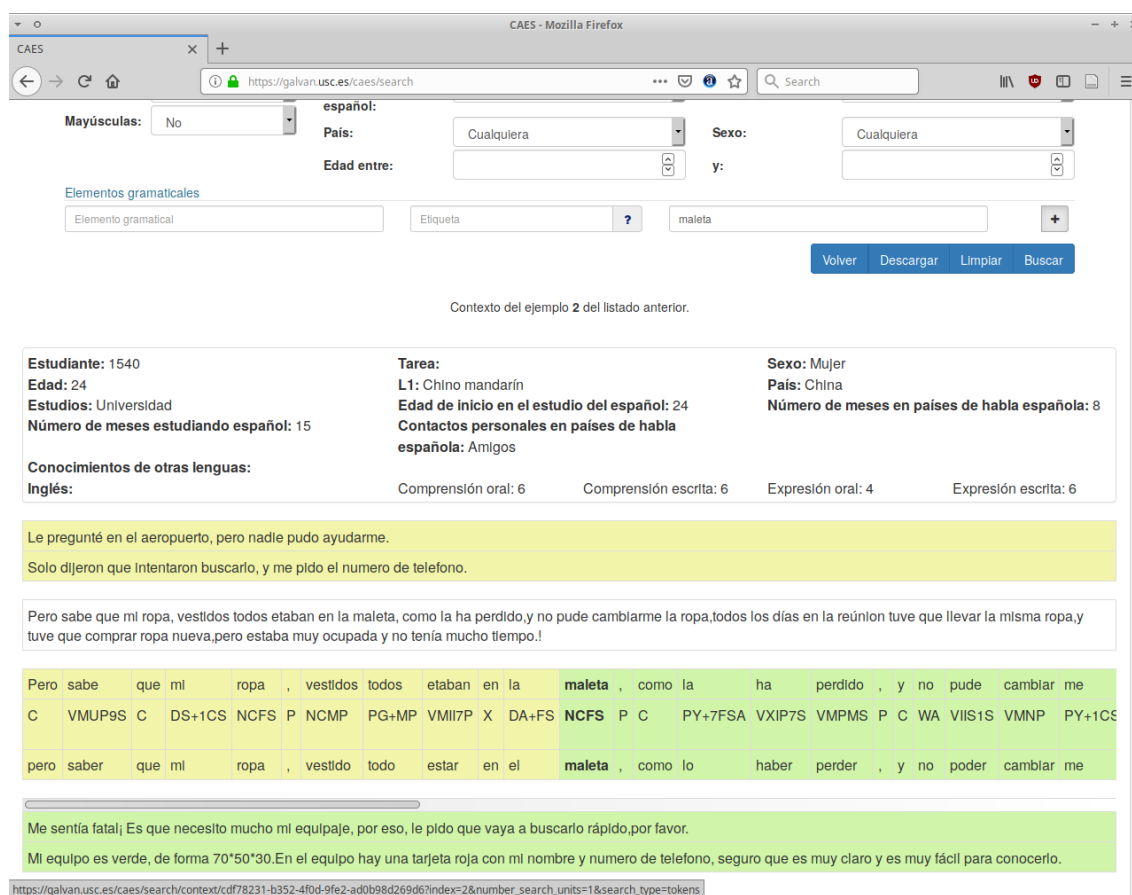 CAES - Mozilla Firefox
CAES
https://galvan.usc.es/caes/search
Search
español:
Mayúsculas: No
País: Cualquiera Sexo: Cualquiera
Edad entre: y:
Elementos gramaticales
Elemento gramatical Etiqueta ? maleta +
Volver Descargar Limpiar Buscar
Contexto del ejemplo 2 del listado anterior.
Estudiante: 1540 Tarea: Sexo: Mujer
Edad: 24 L1: Chino mandarín País: China
Estudios: Universidad Edad de inicio en el estudio del español: 24 Número de meses en países de habla española: 8
Número de meses estudiando español: 15 Contactos personales en países de habla
española: Amigos
Conocimientos de otras lenguas:
Inglés: Comprensión oral: 6 Comprensión escrita: 6 Expresión oral: 4 Expresión escrita: 6
Le pregunté en el aeropuerto, pero nadie pudo ayudarme.
Solo dijeron que intentaron buscarlo, y me pido el numero de telefono.
Pero sabe que mi ropa, vestidos todos etaban en la maleta, como la ha perdido,y no pude cambiarme la ropa,todos los días en la reúnion tuve que llevar la misma ropa,y
tuve que comprar ropa nueva,pero estaba muy ocupada y no tenía mucho tiempo.!
Pero sabe que mi ropa , vestidos todos etaban en la maleta , como la ha perdido , y no pude cambiar me
C VMUP9S C DS+1CS NCFS P NCMP PG+MP VMII7P X DA+FS NCFS P C PY+7FSA VXIP7S VMPMS P C WA VIIS1S VMNP PY+1CS
pero saber que mi ropa , vestido todo estar en el maleta , como lo haber perder , y no poder cambiar me
Me sentía fatal¡ Es que necesito mucho mi equipaje, por eso, le pido que vaya a buscarlo rápido,por favor.
Mi equipo es verde, de forma 70*50*30.En el equipo hay una tarjeta roja con mi nombre y numero de telefono, seguro que es muy claro y es muy fácil para conocerlo.
https://galvan.usc.es/caes/search/context/cdf78231-b352-4f0d-9fe2-ad0b98d269d6?index=2&number_search_units=1&search_type=tokens